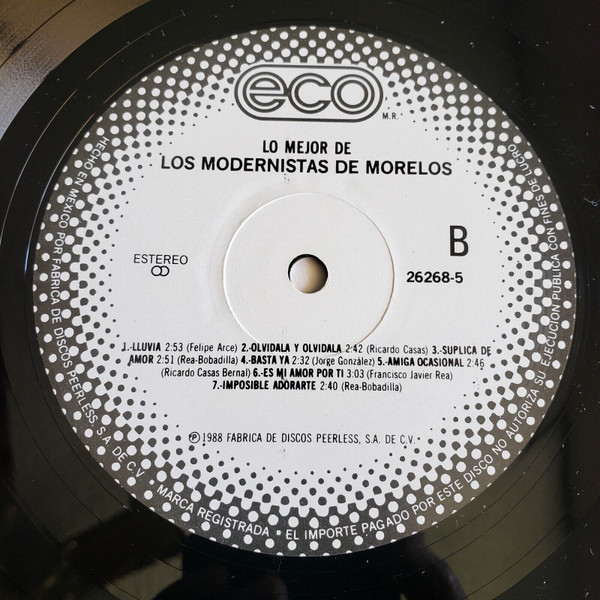 eco
M.R.
LO MEJOR DE
LOS MODERNISTAS DE MORELOS
ESTEREO
B
26268-5
1.-LLUVIA 2:53 (Felipe Arce) 2.-OLVIDALA Y OLVIDALA 2:42 (Ricardo Casas) 3.-SUPLICA DE
AMOR 2:51 (Rea-Bobadilla) 4.-BASTA YA 2:32 (Jorge González) 5.-AMIGA OCASIONAL 2:46
(Ricardo Casas Bernal) 6.-ES MI AMOR POR TI 3:03 (Francisco Javier Rea)
7.-IMPOSIBLE ADORARTE 2:40 (Rea-Bobadilla)
℗ 1988 FABRICA DE DISCOS PEERLESS, S.A. DE C.V.
HECHO EN MEXICO POR FABRICA DE DISCOS PEERLESS, S.A. DE C.V. MARCA REGISTRADA • EL IMPORTE PAGADO POR ESTE DISCO NO AUTORIZA SU EJECUCION PUBLICA CON FINES DE LUCRO